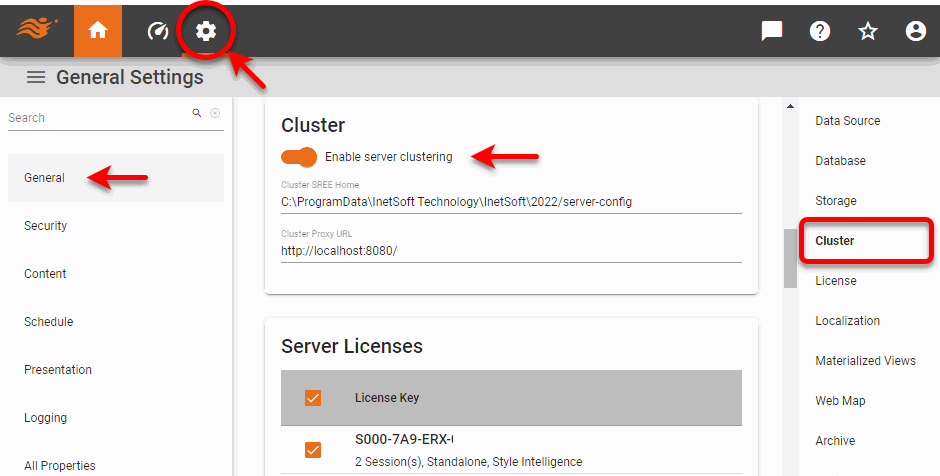 General Settings
Search
General
Security
Content
Schedule
Presentation
Logging
All Properties
Cluster
Enable server clustering
Cluster SREE Home
C:\ProgramData\InetSoft Technology\InetSoft\2022/server-config
Cluster Proxy URL
http://localhost:8080/
Server Licenses
License Key
S000-7A9-ERX-
2 Session(s), Standalone, Style Intelligence
Data Source
Database
Storage
Cluster
License
Localization
Materialized Views
Web Map
Archive